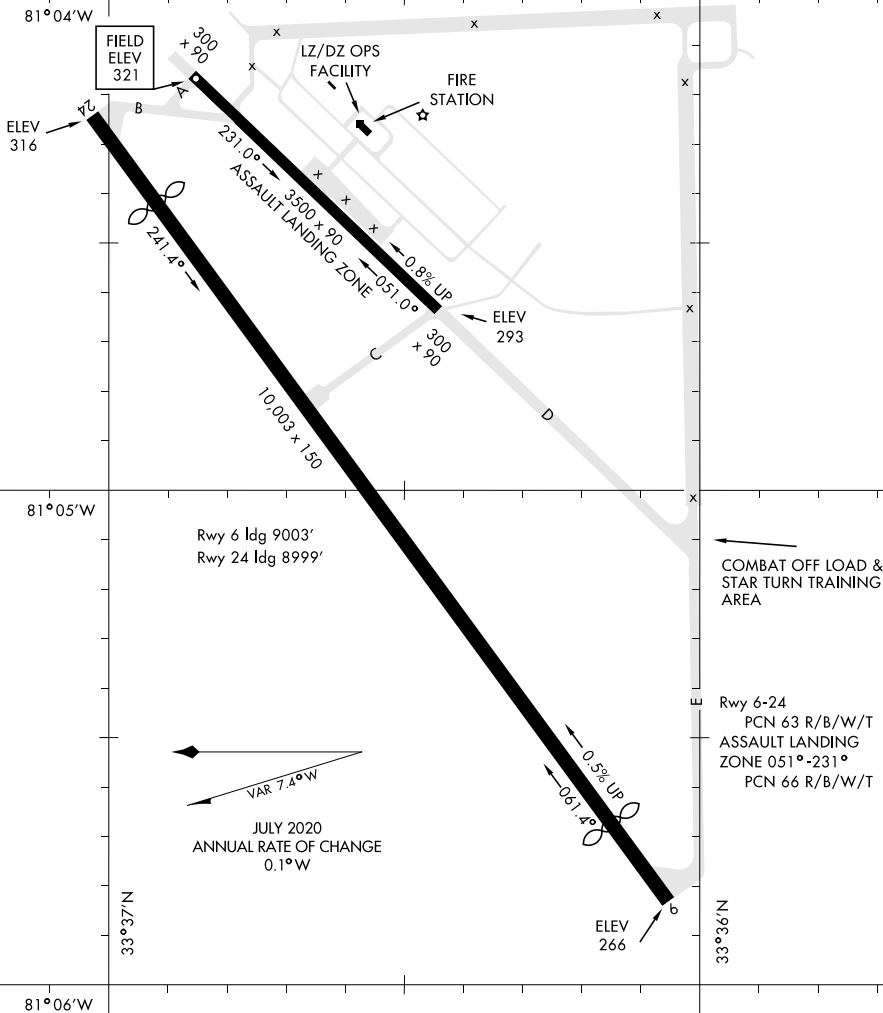 81°04'W
FIELD
ELEV
321
300
x 90
LZ/DZ OPS
FACILITY
FIRE
STATION
24
B
A
ELEV
316
231.0°
3500 x 90
ASSAULT LANDING ZONE
0.8% UP
051.0°
241.4°
ELEV
293
300
x 90
C
D
10,003 x 150
81°05'W
Rwy 6 ldg 9003'
Rwy 24 ldg 8999'
COMBAT OFF LOAD &
STAR TURN TRAINING
AREA
E
Rwy 6-24
PCN 63 R/B/W/T
ASSAULT LANDING
ZONE 051°-231°
PCN 66 R/B/W/T
VAR 7.4°W
JULY 2020
ANNUAL RATE OF CHANGE
0.1°W
0.5% UP
061.4°
33°37'N
33°36'N
6
ELEV
266
81°06'W